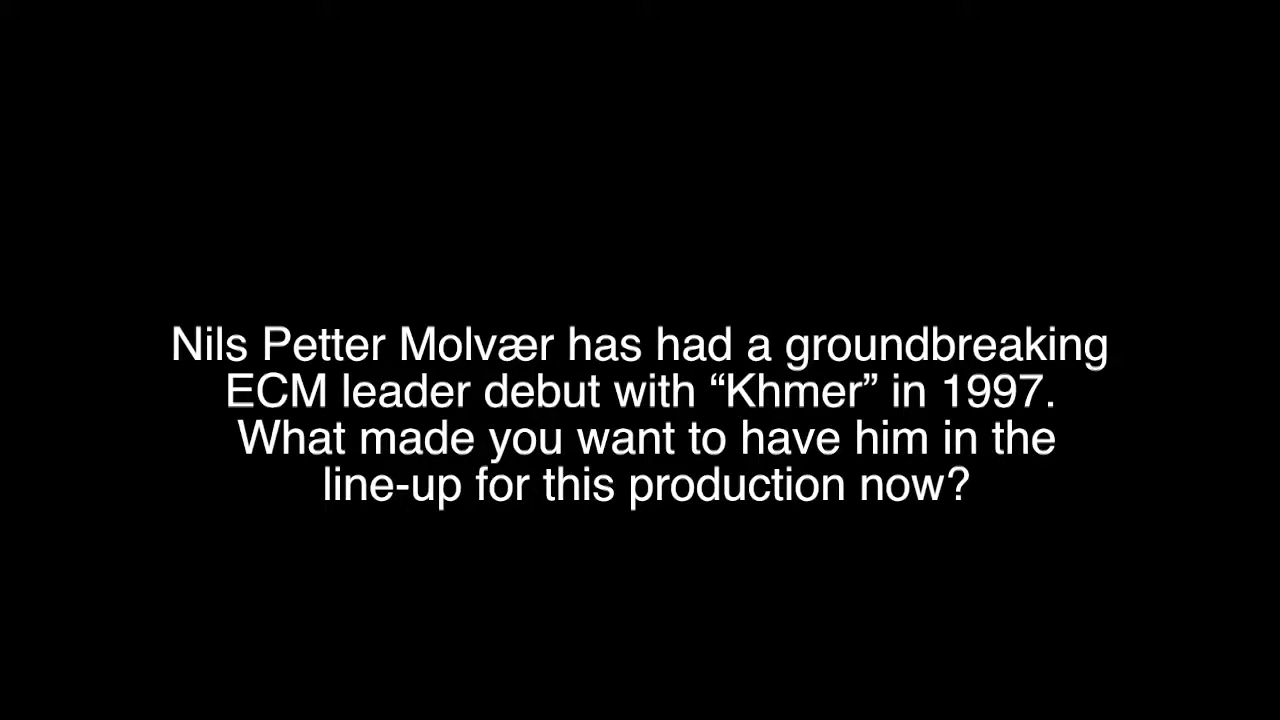 Nils Petter Molvær has had a groundbreaking
ECM leader debut with “Khmer” in 1997.
What made you want to have him in the
line-up for this production now?